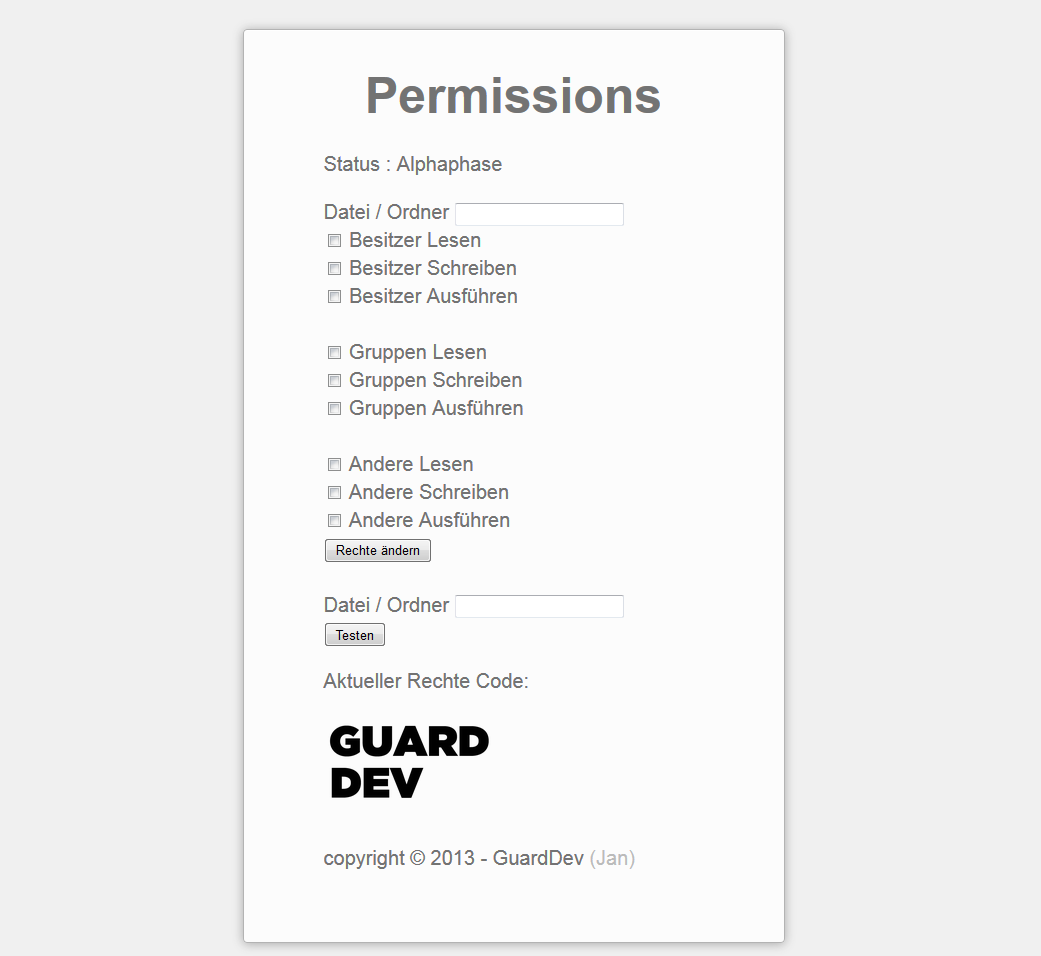 Permissions
Status : Alphaphase
Datei / Ordner
Besitzer Lesen
Besitzer Schreiben
Besitzer Ausführen
Gruppen Lesen
Gruppen Schreiben
Gruppen Ausführen
Andere Lesen
Andere Schreiben
Andere Ausführen
Rechte ändern
Datei / Ordner
Testen
Aktueller Rechte Code:
GUARD
DEV
copyright © 2013 - GuardDev (Jan)